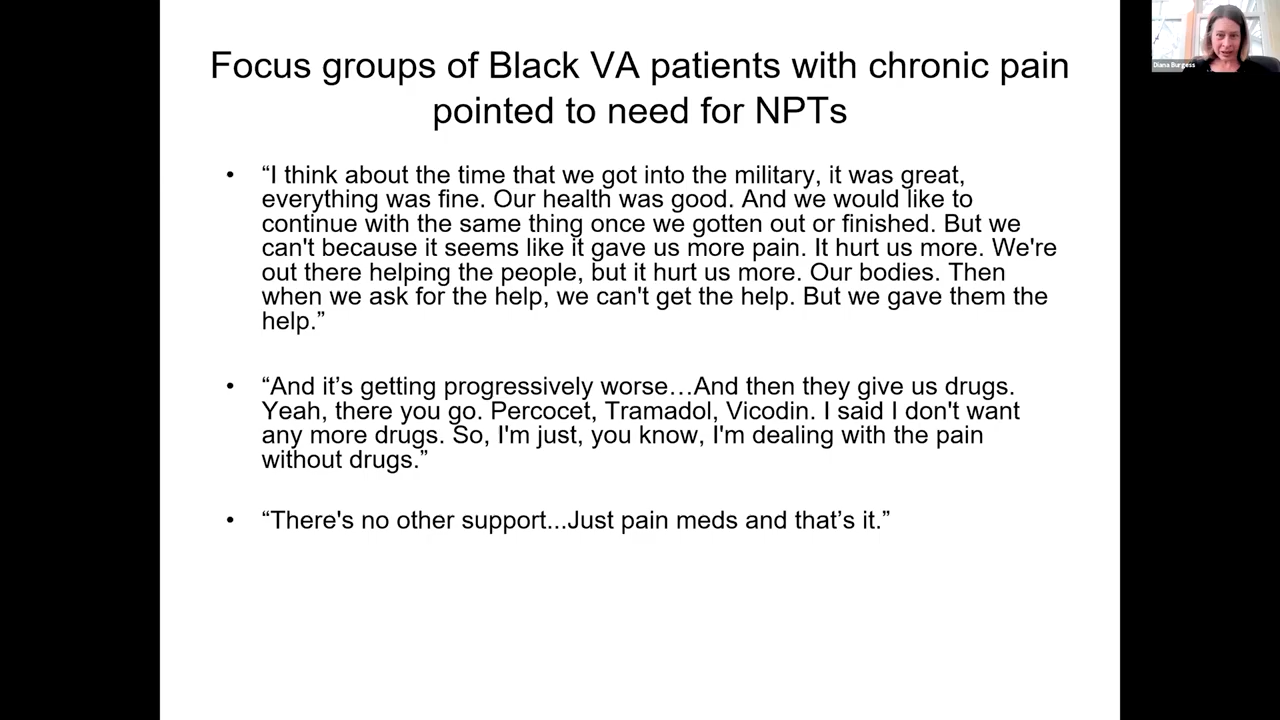 Focus groups of Black VA patients with chronic pain
pointed to need for NPTs
• “I think about the time that we got into the military, it was great,
everything was fine. Our health was good. And we would like to
continue with the same thing once we gotten out or finished. But we
can't because it seems like it gave us more pain. It hurt us more. We're
out there helping the people, but it hurt us more. Our bodies. Then
when we ask for the help, we can't get the help. But we gave them the
help.”
• “And it’s getting progressively worse…And then they give us drugs.
Yeah, there you go. Percocet, Tramadol, Vicodin. I said I don't want
any more drugs. So, I'm just, you know, I'm dealing with the pain
without drugs.”
• “There's no other support...Just pain meds and that’s it.”
Diana Burgess